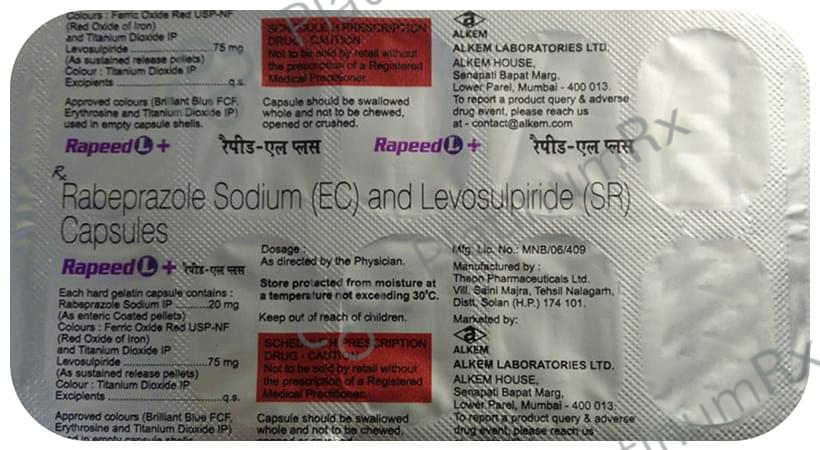 Colours : Ferric Oxide Red USP-NF
(Red Oxide of Iron)
and Titanium Dioxide IP
Levosulpiride ................ 75 mg
(As sustained release pellets)
Colour : Titanium Dioxide IP
Excipients ................ q.s.
Approved colours (Brilliant Blue FCF,
Erythrosine and Titanium Dioxide IP)
used in empty capsule shells.
SCHEDULE H PRESCRIPTION
DRUG - CAUTION
Not to be sold by retail without
the prescription of a Registered
Medical Practitioner.
Capsule should be swallowed
whole and not to be chewed,
opened or crushed.
ALKEM
ALKEM LABORATORIES LTD.
ALKEM HOUSE,
Senapati Bapat Marg,
Lower Parel, Mumbai - 400 013.
To report a product query & adverse
drug event, please reach us
at - contact@alkem.com
Rapeed L + रैपीड-एल प्लस Rapeed L + रैपीड-एल प्लस
Rx
Rabeprazole Sodium (EC) and Levosulpiride (SR)
Capsules
Rapeed L + रैपीड-एल प्लस
Each hard gelatin capsule contains :
Rabeprazole Sodium IP ..........20 mg
(As enteric Coated pellets)
Colours : Ferric Oxide Red USP-NF
(Red Oxide of Iron)
and Titanium Dioxide IP
Levosulpiride ................ 75 mg
(As sustained release pellets)
Colour : Titanium Dioxide IP
Excipients ................ q.s.
Approved colours (Brilliant Blue FCF,
Erythrosine and Titanium Dioxide IP)
used in empty capsule shells
Dosage :
As directed by the Physician.
Store protected from moisture at
a temperature not exceeding 30°C.
Keep out of reach of children.
SCHEDULE H PRESCRIPTION
DRUG - CAUTION
Not to be sold by retail without
the prescription of a Registered
Medical Practitioner.
Capsule should be swallowed
whole and not to be chewed,
Mfg. Lic. No.: MNB/06/409
Manufactured by :
Theon Pharmaceuticals Ltd.
Vill. Saini Majra, Tehsil Nalagarh,
Distt. Solan (H.P.) 174 101.
Marketed by:
ALKEM
ALKEM LABORATORIES LTD.
ALKEM HOUSE,
Senapati Bapat Marg,
Lower Parel, Mumbai - 400 013.
To report a product query & adverse
drug event, please reach us
PlatinumRx